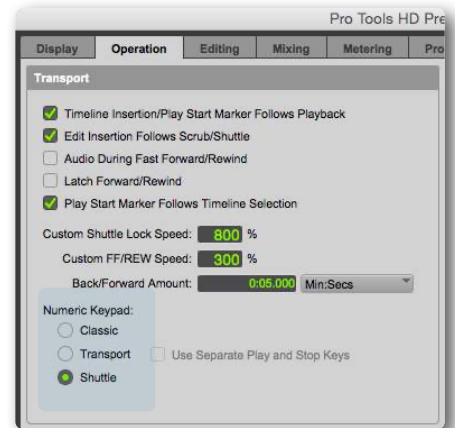 Pro Tools HD Pre
Display Operation Editing Mixing Metering Pro
Transport
Timeline Insertion/Play Start Marker Follows Playback
Edit Insertion Follows Scrub/Shuttle
Audio During Fast Forward/Rewind
Latch Forward/Rewind
Play Start Marker Follows Timeline Selection
Custom Shuttle Lock Speed: 800 %
Custom FF/REW Speed: 300 %
Back/Forward Amount: 0:05.000 Min:Secs
Numeric Keypad:
Classic
Transport Use Separate Play and Stop Keys
Shuttle